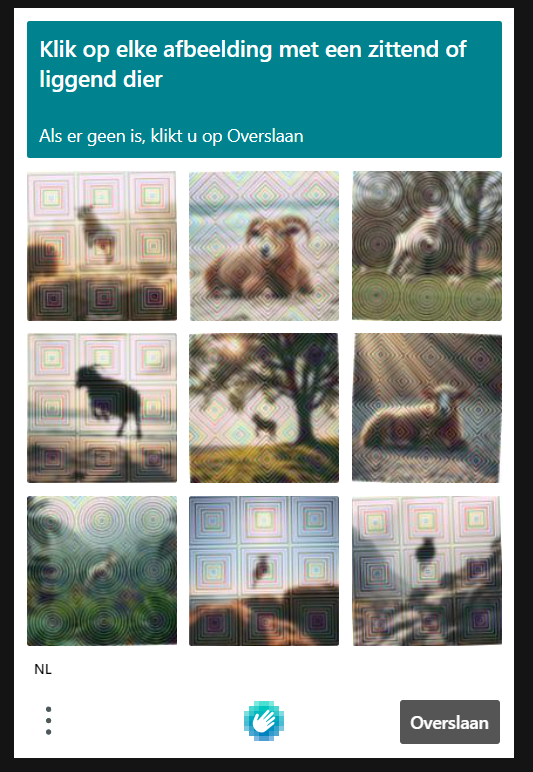 Klik op elke afbeelding met een zittend of
liggend dier
Als er geen is, klikt u op Overslaan
NL
Overslaan